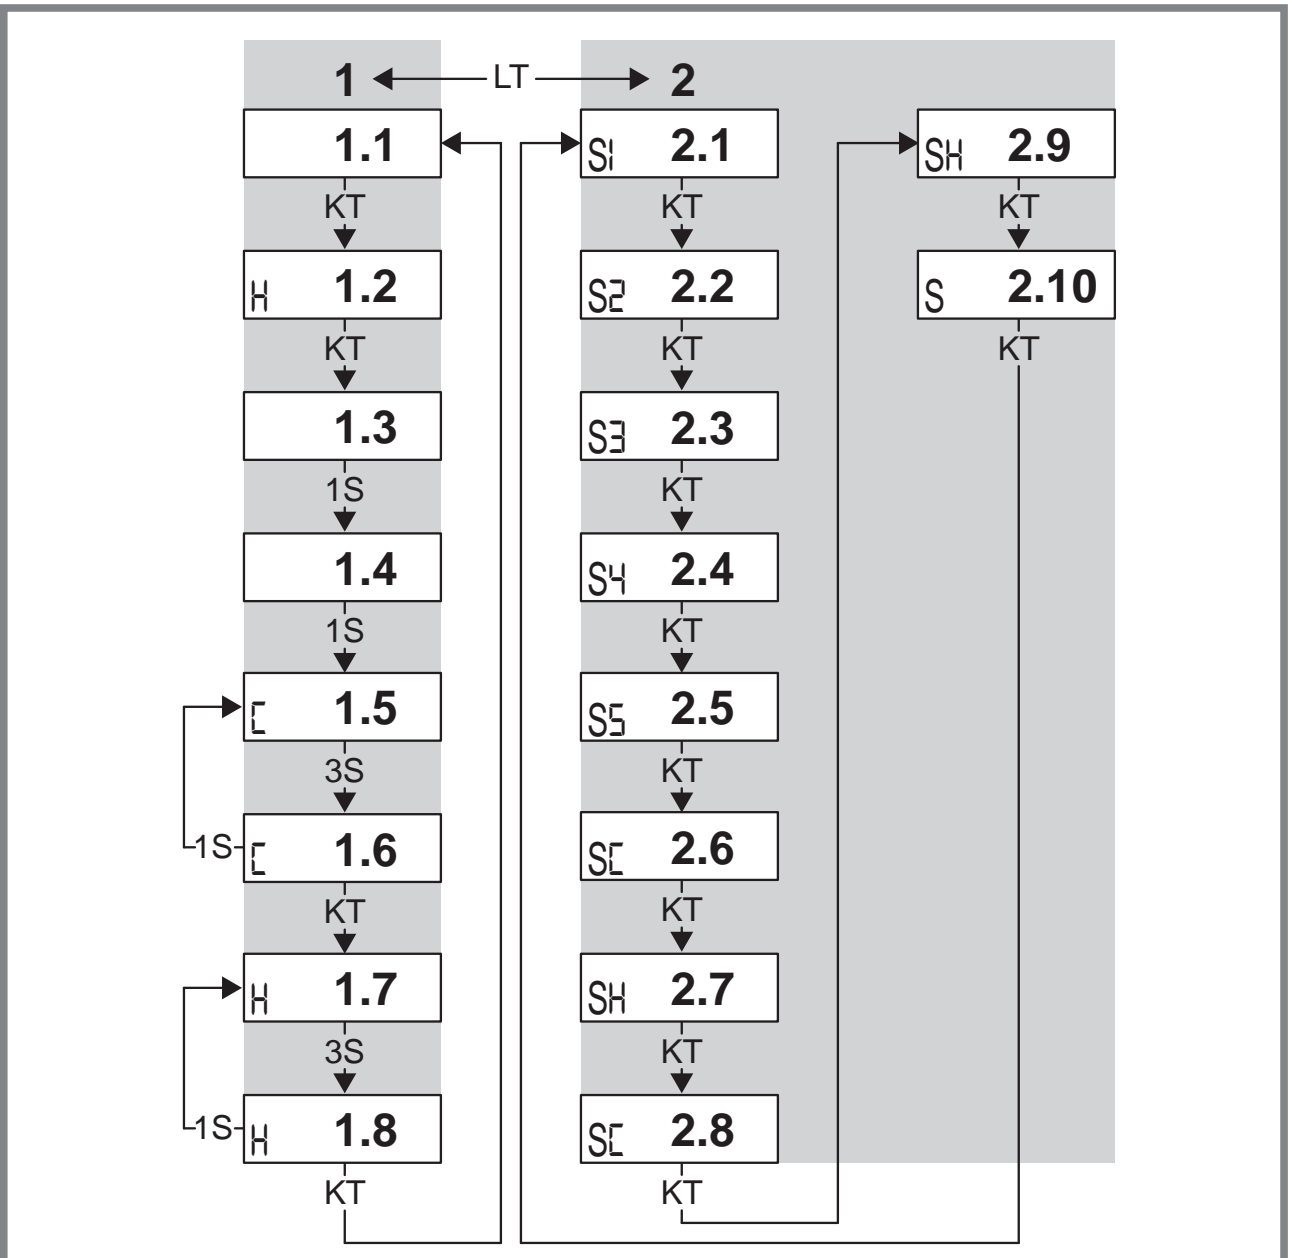 1 LT 2
1.1
KT
H 1.2
KT
1.3
1S
1.4
1S
C 1.5
3S
1S C 1.6
KT
H 1.7
3S
1S H 1.8
KT
S1 2.1
KT
S2 2.2
KT
S3 2.3
KT
S4 2.4
KT
S5 2.5
KT
SC 2.6
KT
SH 2.7
KT
SC 2.8
KT
SH 2.9
KT
S 2.10
KT